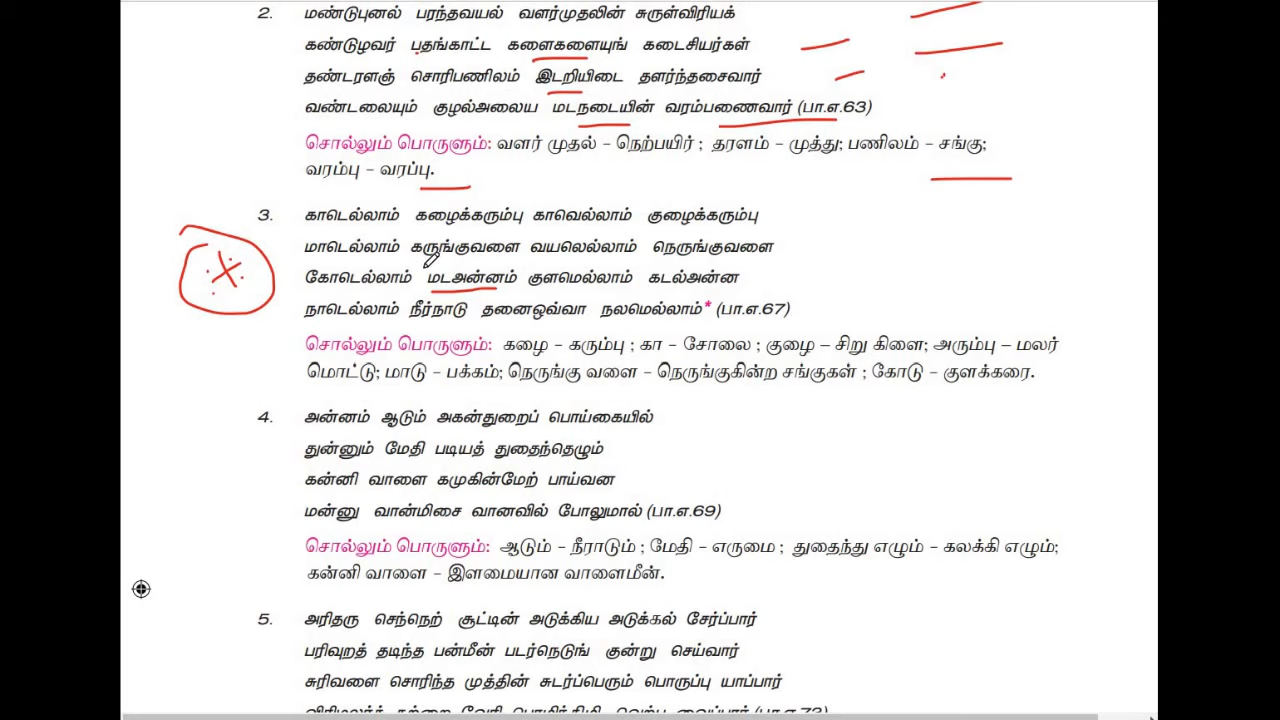 2. மண்டுபுனல் பரந்தவயல் வளர்முதலின் சுருள்விரியக்
கண்டுழவர் பதங்காட்ட களைகளையுங் கடைசியர்கள்
தண்டரளஞ் சொரிபணிலம் இடறியிடை தளர்ந்தசைவார்
வண்டலையும் குழல்அலைய மடநடையின் வரம்பணைவார் (பா.எ.63)
சொல்லும் பொருளும்: வளர் முதல் – நெற்பயிர் ; தரளம் – முத்து; பணிலம் – சங்கு;
வரம்பு – வரப்பு.
3. காடெல்லாம் கழைக்கரும்பு காவெல்லாம் குழைக்கரும்பு
மாடெல்லாம் கருங்குவளை வயலெல்லாம் நெருங்குவளை
கோடெல்லாம் மடஅன்னம் குளமெல்லாம் கடல்அன்ன
நாடெல்லாம் நீர்நாடு தனைஒவ்வா நலமெல்லாம்* (பா.எ.67)
சொல்லும் பொருளும்: கழை – கரும்பு ; கா – சோலை ; குழை – சிறு கிளை; அரும்பு – மலர்
மொட்டு; மாடு – பக்கம்; நெருங்கு வளை – நெருங்குகின்ற சங்குகள் ; கோடு – குளக்கரை.
4. அன்னம் ஆடும் அகன்துறைப் பொய்கையில்
துன்னும் மேதி படியத் துதைந்தெழும்
கன்னி வாளை கமுகின்மேற் பாய்வன
மன்னு வான்மிசை வானவில் போலுமால் (பா.எ.69)
சொல்லும் பொருளும்: ஆடும் – நீராடும் ; மேதி – எருமை ; துதைந்து எழும் – கலக்கி எழும்;
கன்னி வாளை – இளமையான வாளைமீன்.
5. அரிதரு செந்நெற் சூட்டின் அடுக்கிய அடுக்கல் சேர்ப்பார்
பரிவுறத் தடிந்த பன்மீன் படர்நெடுங் குன்று செய்வார்
சுரிவளை சொரிந்த முத்தின் சுடர்ப்பெரும் பொருப்பு யாப்பார்
விரிமலர்க் கற்றை வேரி பொழிந்திழி வெற்பு வைப்பார் (பா.எ.73)